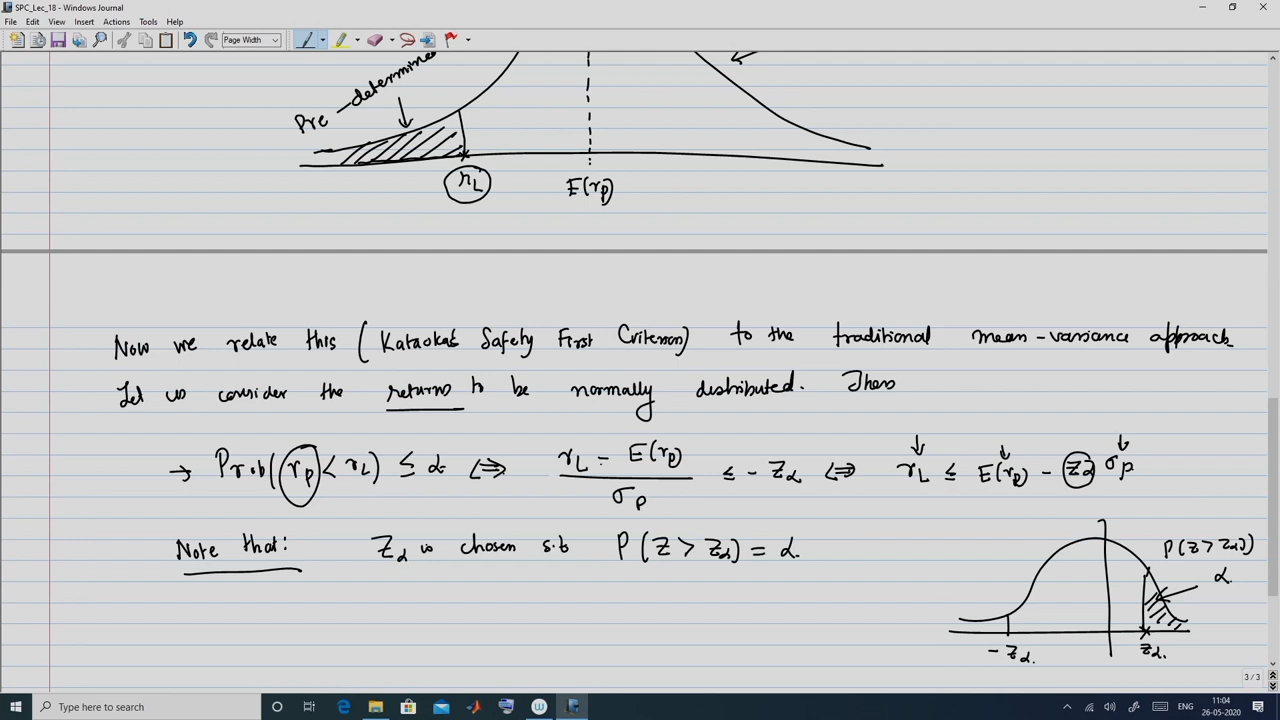 SPC_Lec_18 - Windows Journal
File Edit View Insert Actions Tools Help
Page Width
Pre-determine
r_L
E(r_p)
Now we relate this (Kataoka's Safety First Criterion) to the traditional mean-variance approach.
Let us consider the returns to be normally distributed. Then
→ Prob(r_p < r_L) ≤ α ⟺ (r_L - E(r_p))/σ_p ≤ - Z_α ⟺ r_L ≤ E(r_p) - Z_α σ_p
Note that: Z_α is chosen s.t P(Z > Z_α) = α.
P(Z > Z_α)
α.
- Z_α.
Z_α.
3/3
Type here to search
11:04
26-05-2020